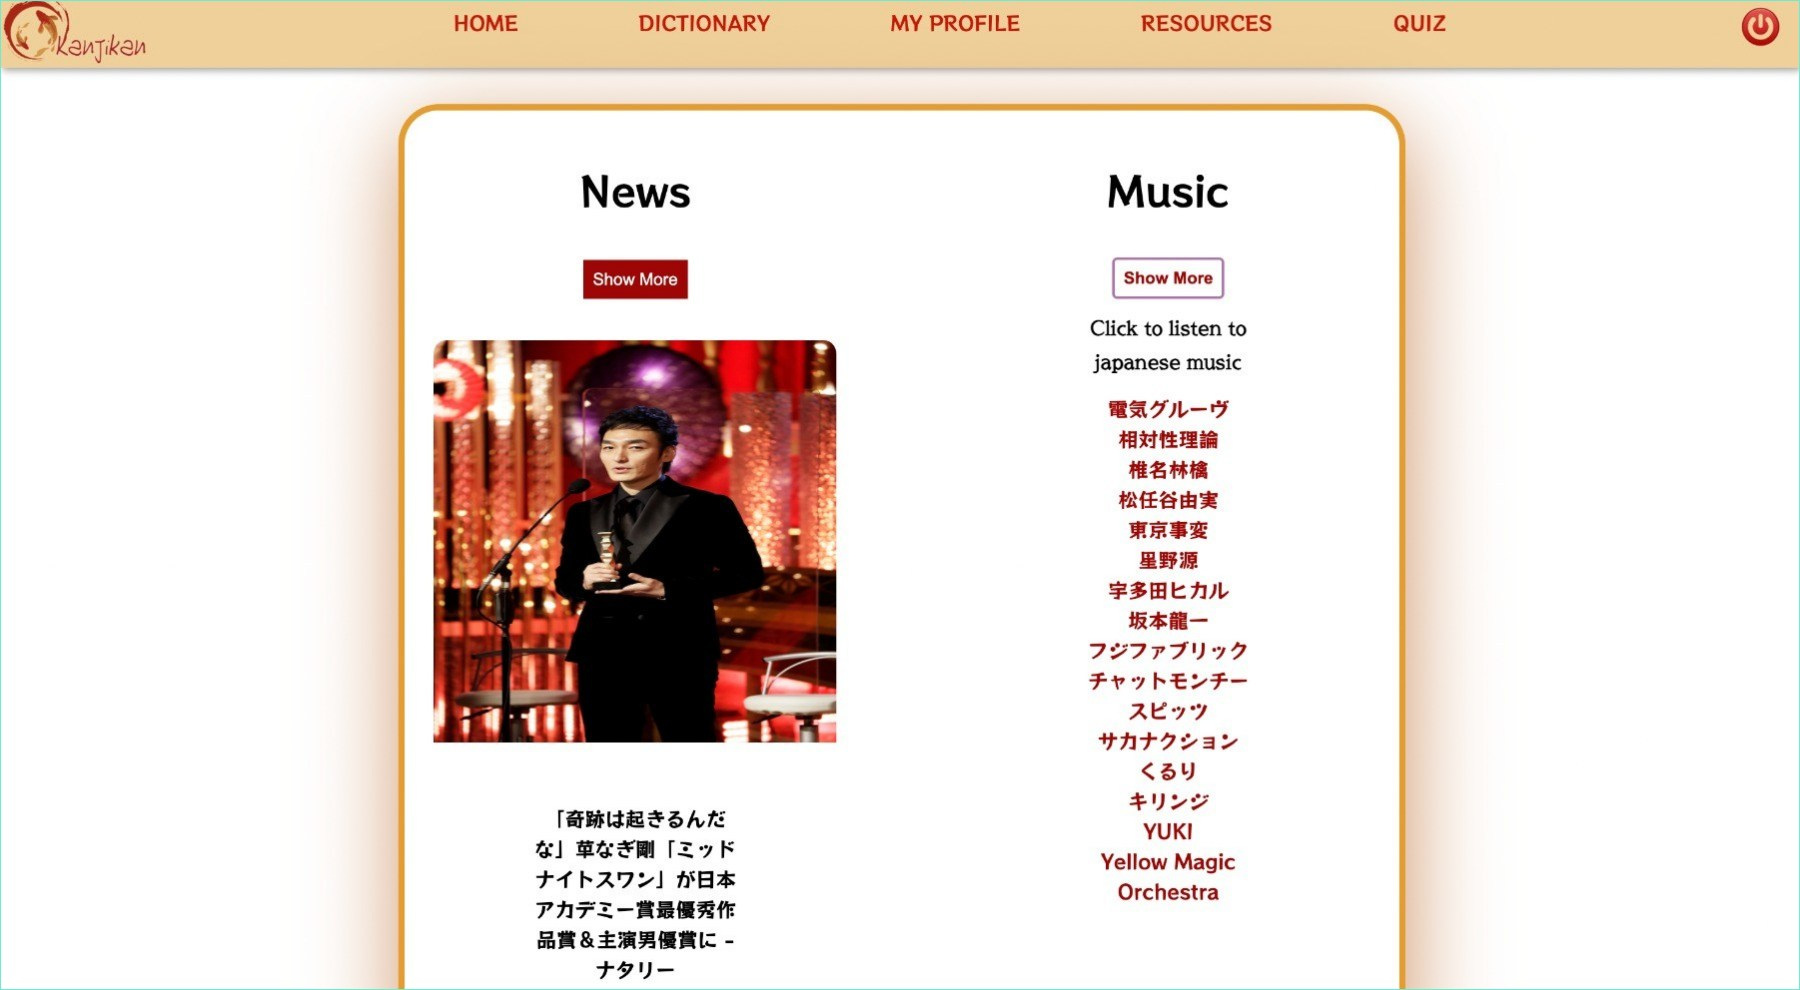 Kanjikan
HOME
DICTIONARY
MY PROFILE
RESOURCES
QUIZ
News
Show More
「奇跡は起きるんだ
な」草なぎ剛「ミッド
ナイトスワン」が日本
アカデミー賞最優秀作
品賞＆主演男優賞に -
ナタリー
Music
Show More
Click to listen to
japanese music
電気グルーヴ
相対性理論
椎名林檎
松任谷由実
東京事変
星野源
宇多田ヒカル
坂本龍一
フジファブリック
チャットモンチー
スピッツ
サカナクション
くるり
キリンジ
YUKI
Yellow Magic
Orchestra